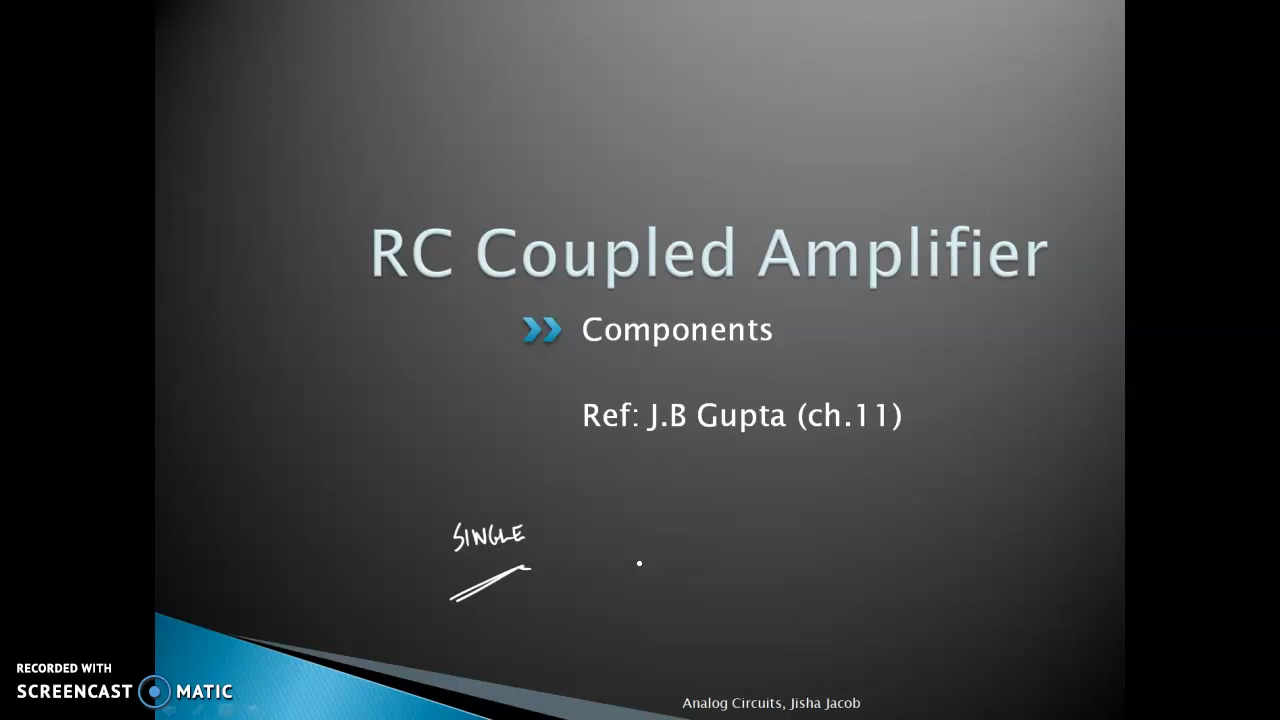 RC Coupled Amplifier
Components
Ref: J.B Gupta (ch.11)
SINGLE
RECORDED WITH
SCREENCAST MATIC
Analog Circuits, Jisha Jacob